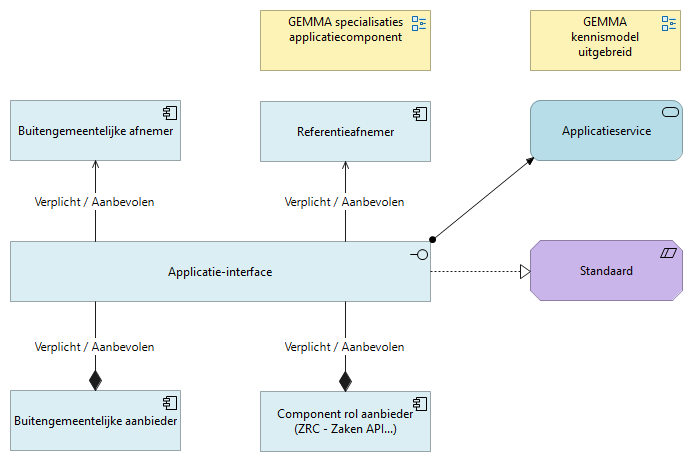 GEMMA specialisaties
applicatiecomponent
GEMMA
kennismodel
uitgebreid
Buitengemeentelijke afnemer
Referentieafnemer
Applicatieservice
Verplicht / Aanbevolen
Verplicht / Aanbevolen
Applicatie-interface
Standaard
Verplicht / Aanbevolen
Verplicht / Aanbevolen
Buitengemeentelijke aanbieder
Component rol aanbieder
(ZRC - Zaken API...)